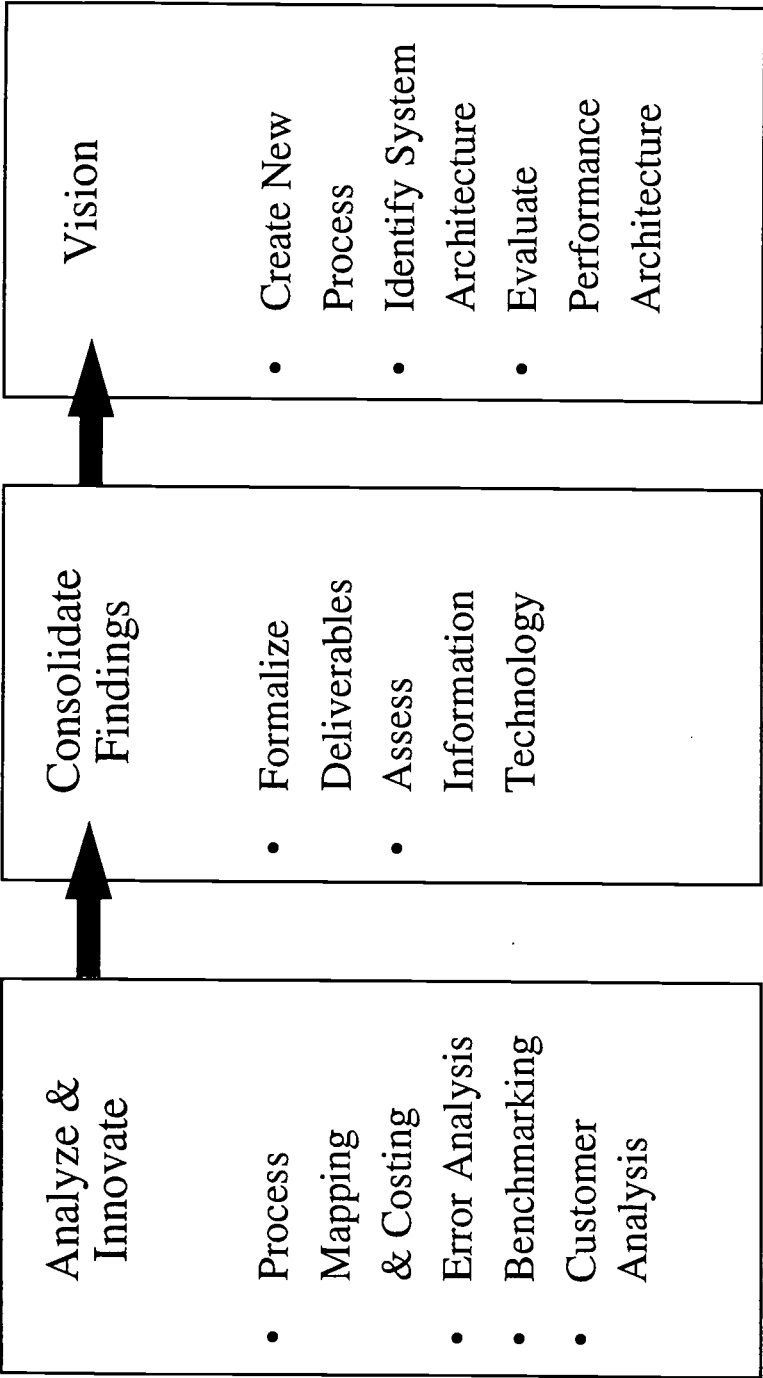 Analyze &
Innovate
• Process
Mapping
& Costing
• Error Analysis
• Benchmarking
• Customer
Analysis
Consolidate
Findings
• Formalize
Deliverables
• Assess
Information
Technology
Vision
• Create New
Process
• Identify System
Architecture
• Evaluate
Performance
Architecture